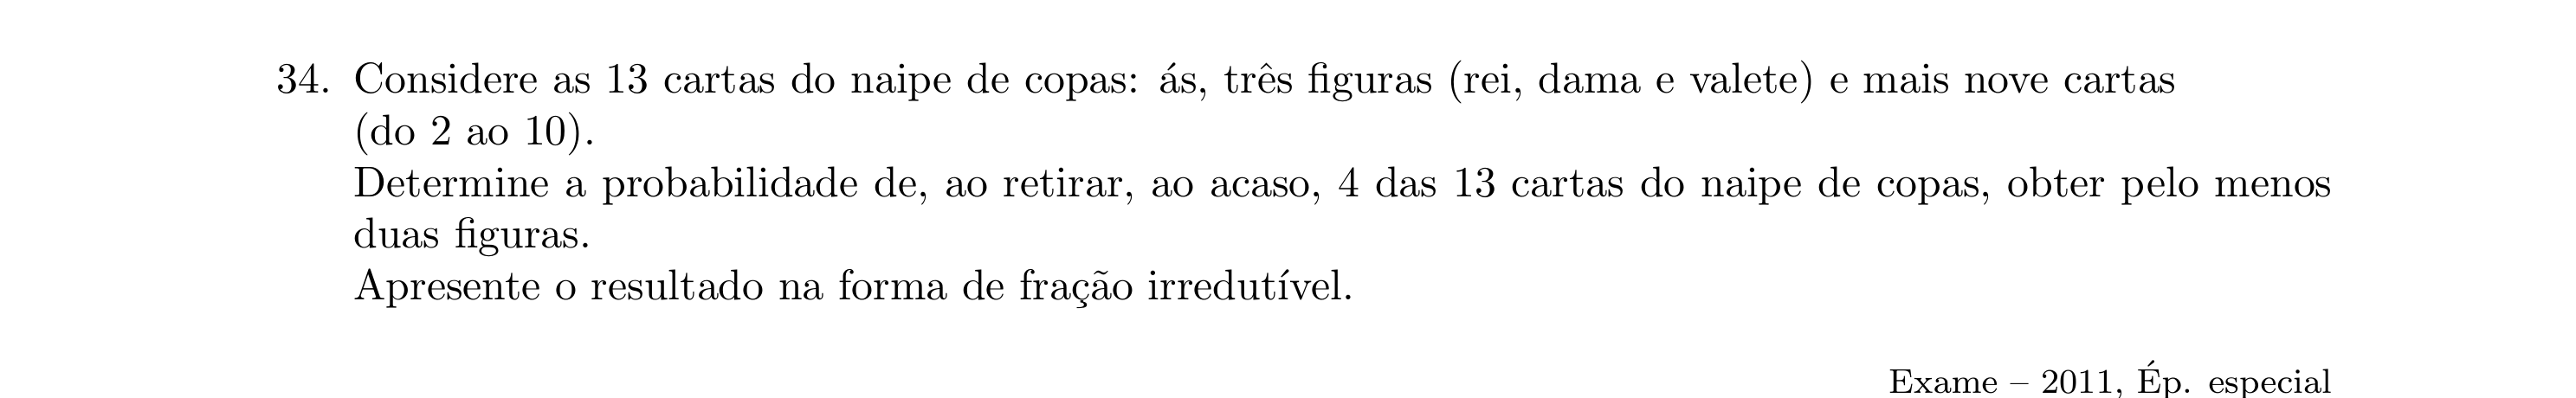 34. Considere as 13 cartas do naipe de copas: ás, três figuras (rei, dama e valete) e mais nove cartas
(do 2 ao 10).
Determine a probabilidade de, ao retirar, ao acaso, 4 das 13 cartas do naipe de copas, obter pelo menos
duas figuras.
Apresente o resultado na forma de fração irredutível.
Exame – 2011, Ép. especial